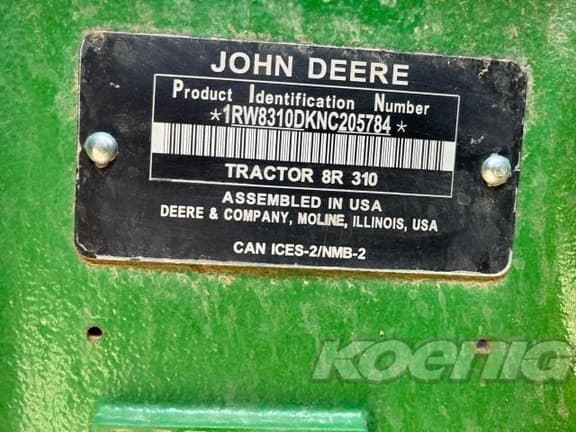 JOHN DEERE
Product Identification Number
*1RW8310DKNC205784*
TRACTOR 8R 310
ASSEMBLED IN USA
DEERE & COMPANY, MOLINE, ILLINOIS, USA
CAN ICES-2/NMB-2
KOENIG